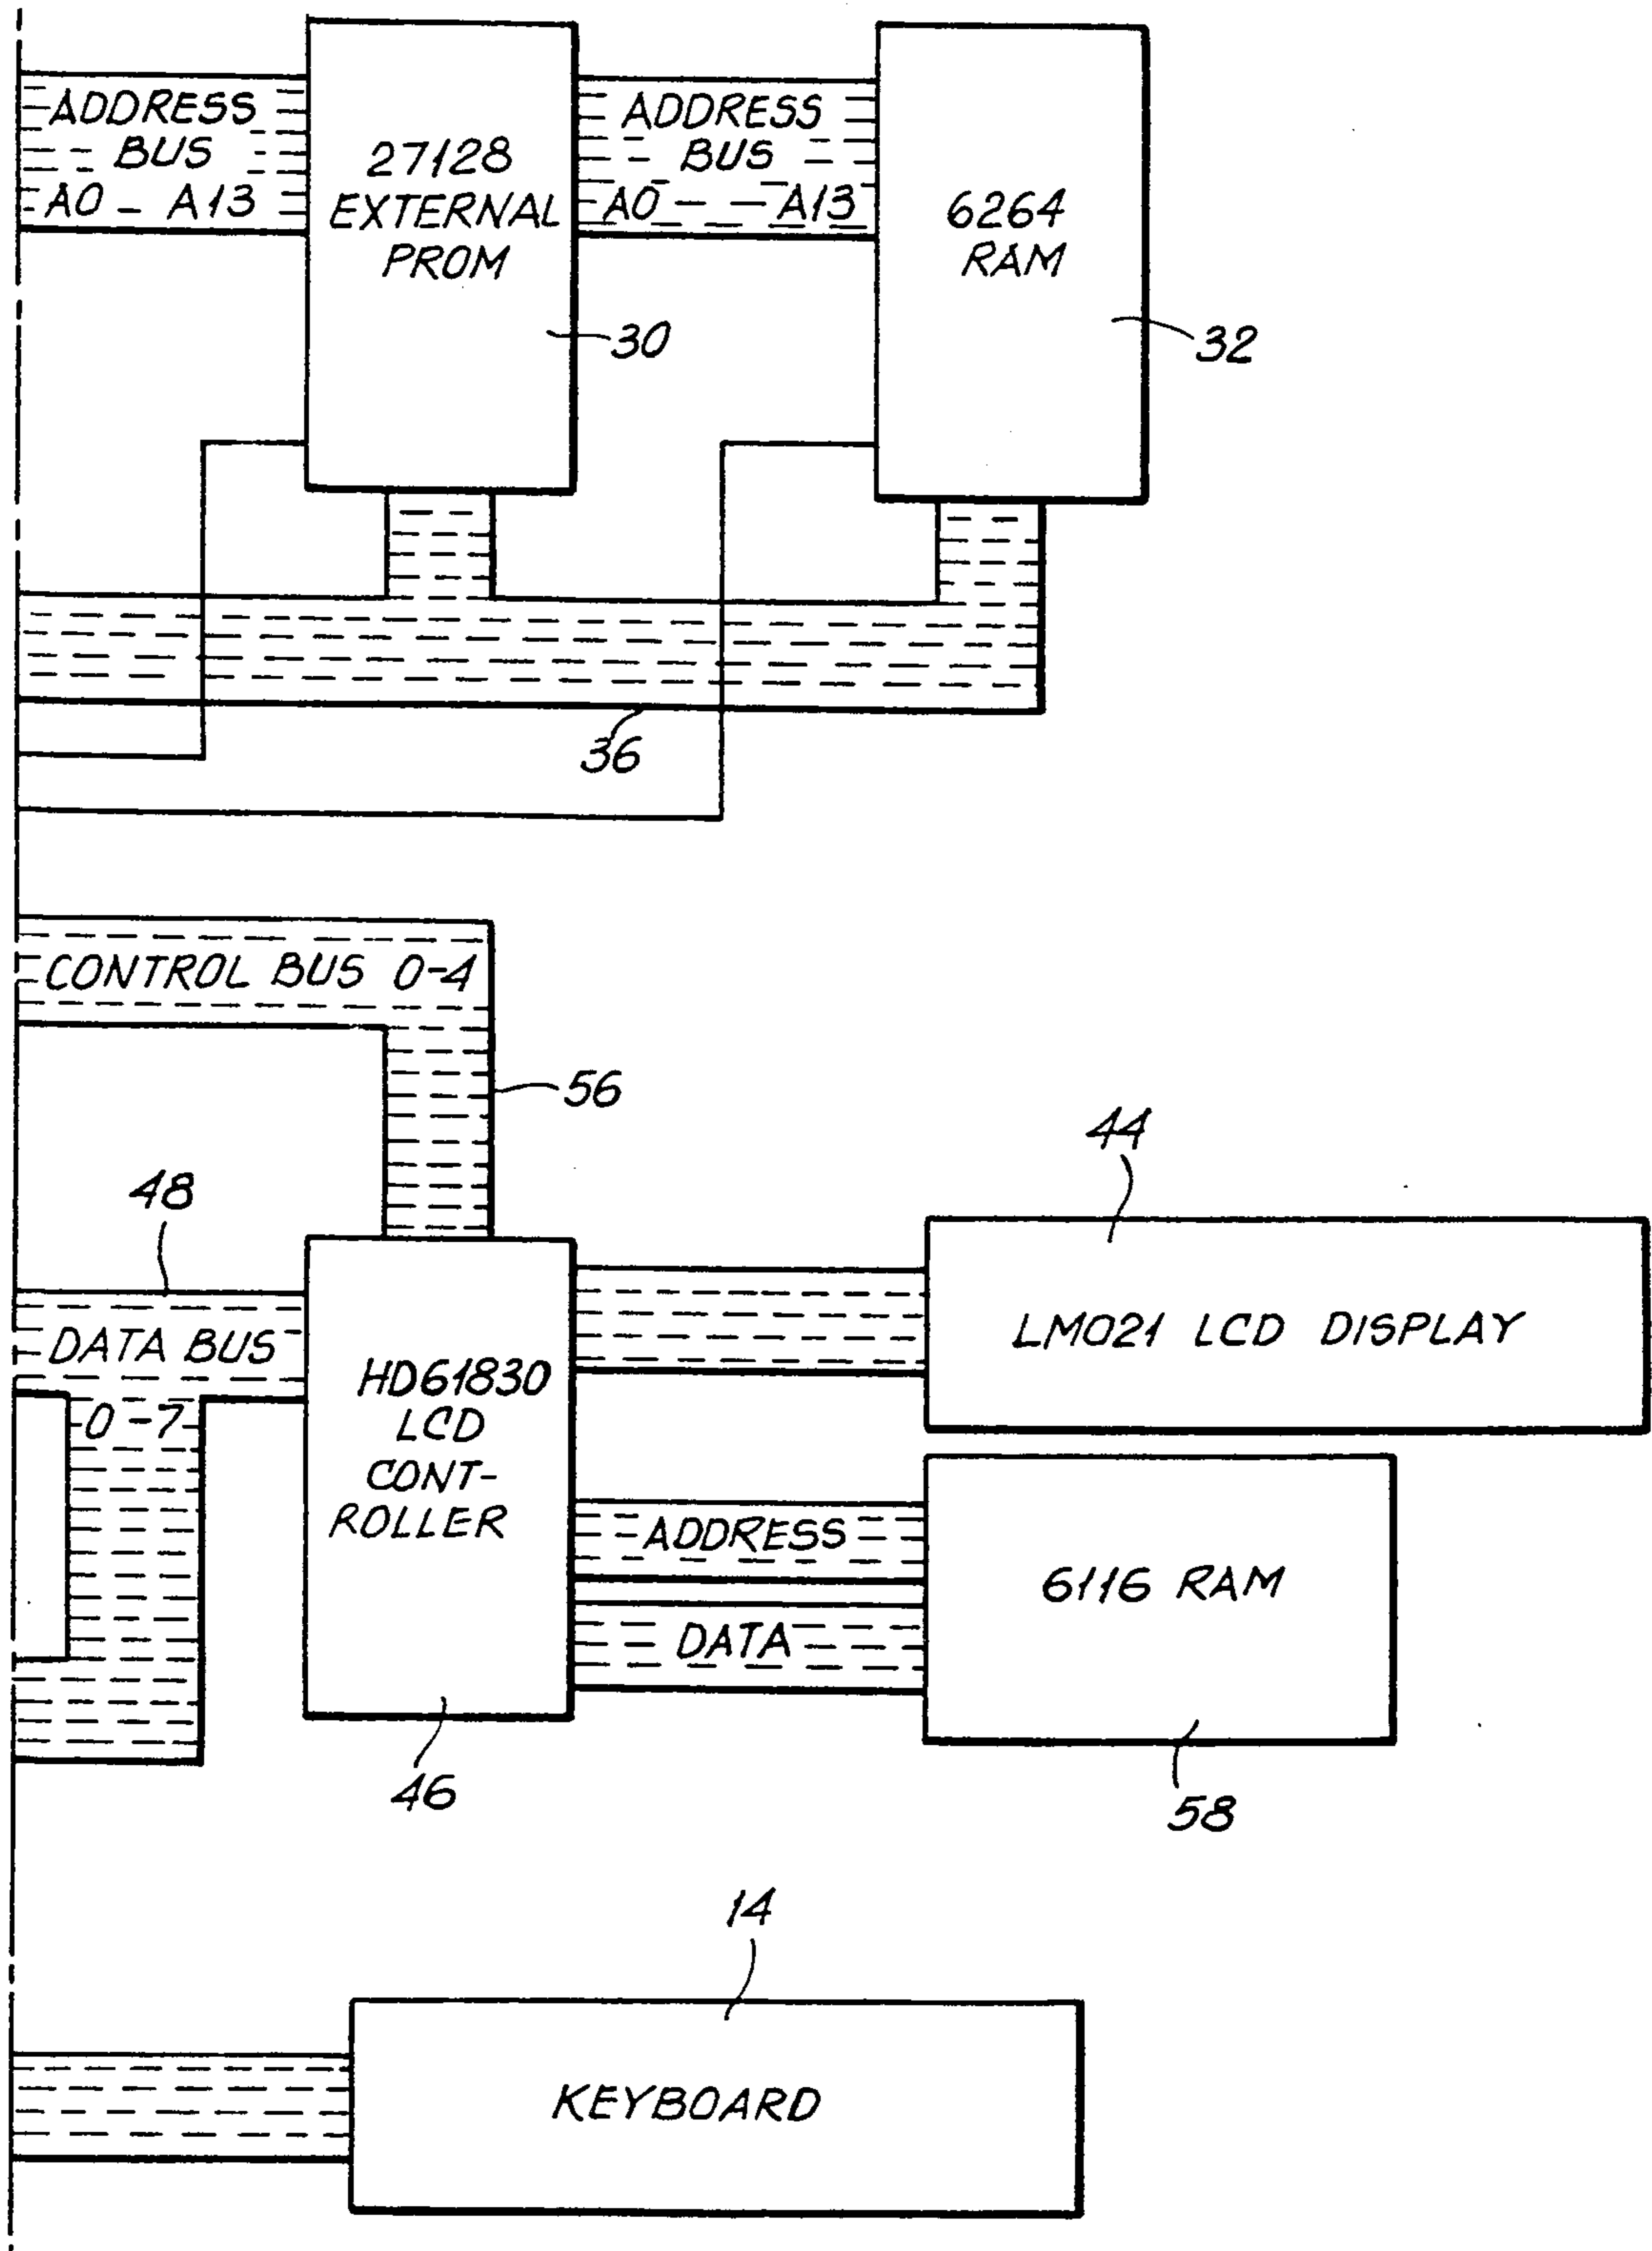 ADDRESS
BUS
A0 - A13
27128
EXTERNAL
PROM
30
ADDRESS
BUS
A0 - - A13
6264
RAM
32
36
CONTROL BUS 0-4
56
48
DATA BUS
0-7
HD61830
LCD
CONT-
ROLLER
46
44
LM021 LCD DISPLAY
ADDRESS
DATA
6116 RAM
58
14
KEYBOARD